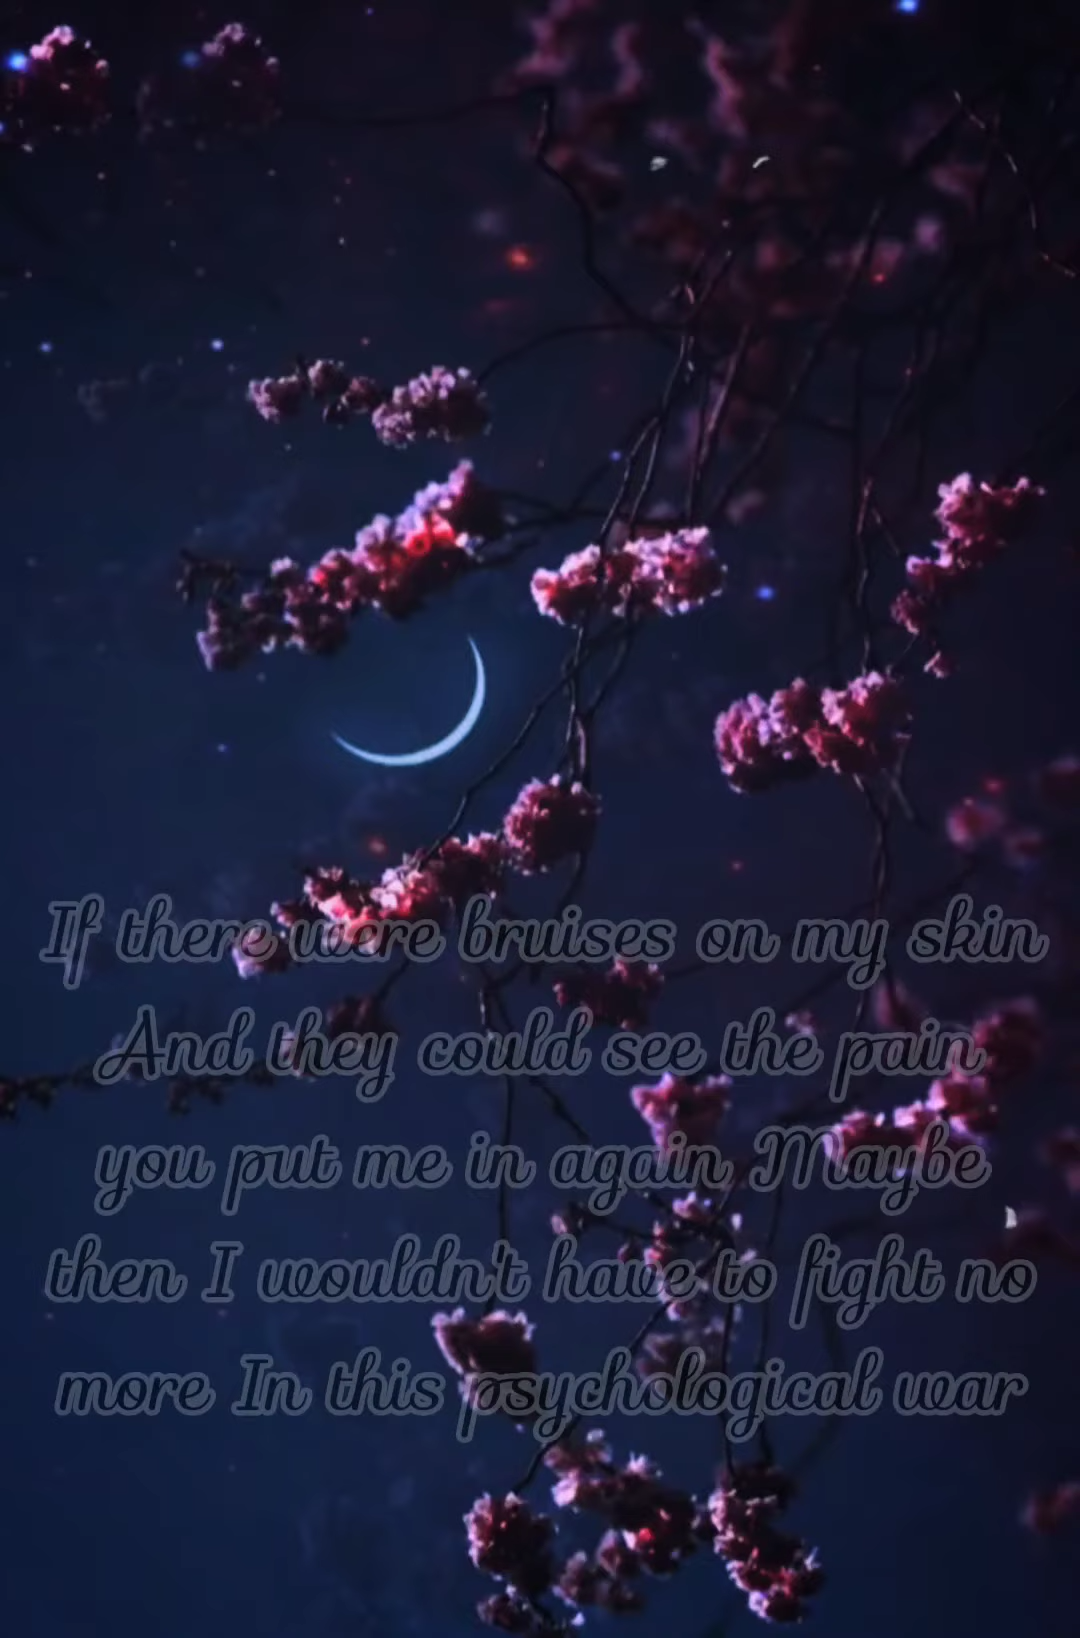 If there were bruises on my skin
And they could see the pain
you put me in again Maybe
then I wouldn't have to fight no
more In this psychological war